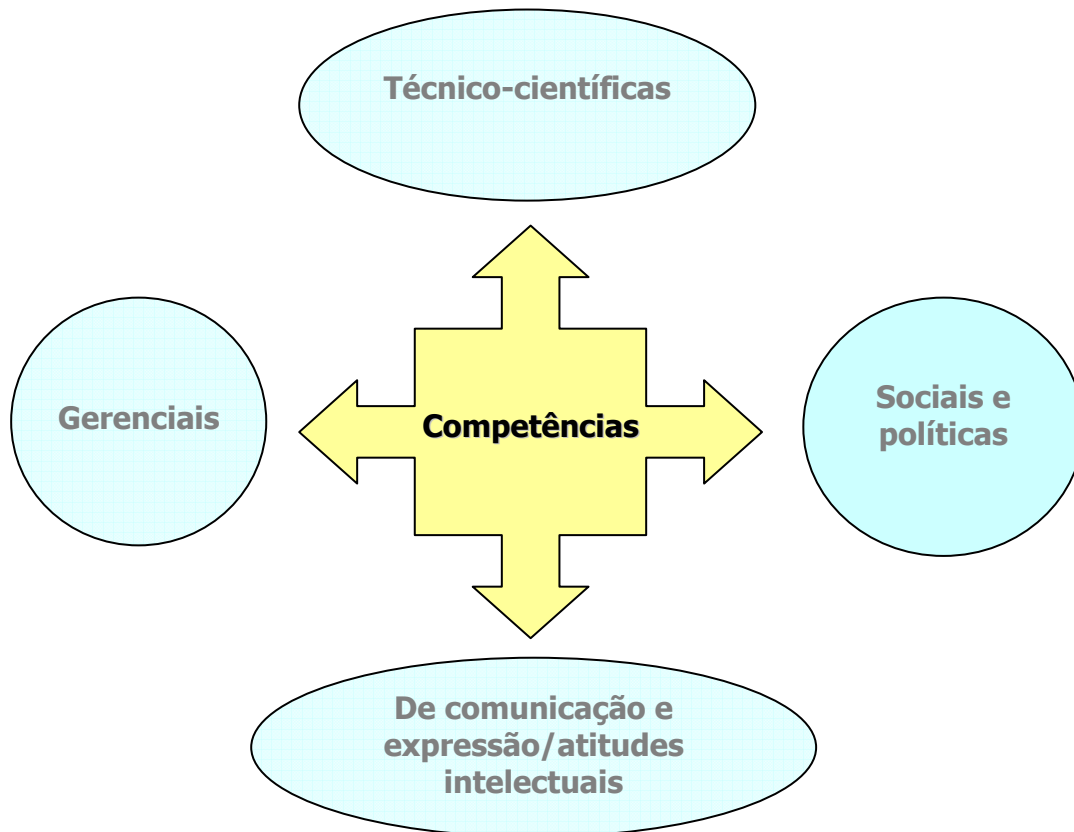 Técnico-científicas
Gerenciais
Competências
Sociais e
políticas
De comunicação e
expressão/atitudes
intelectuais